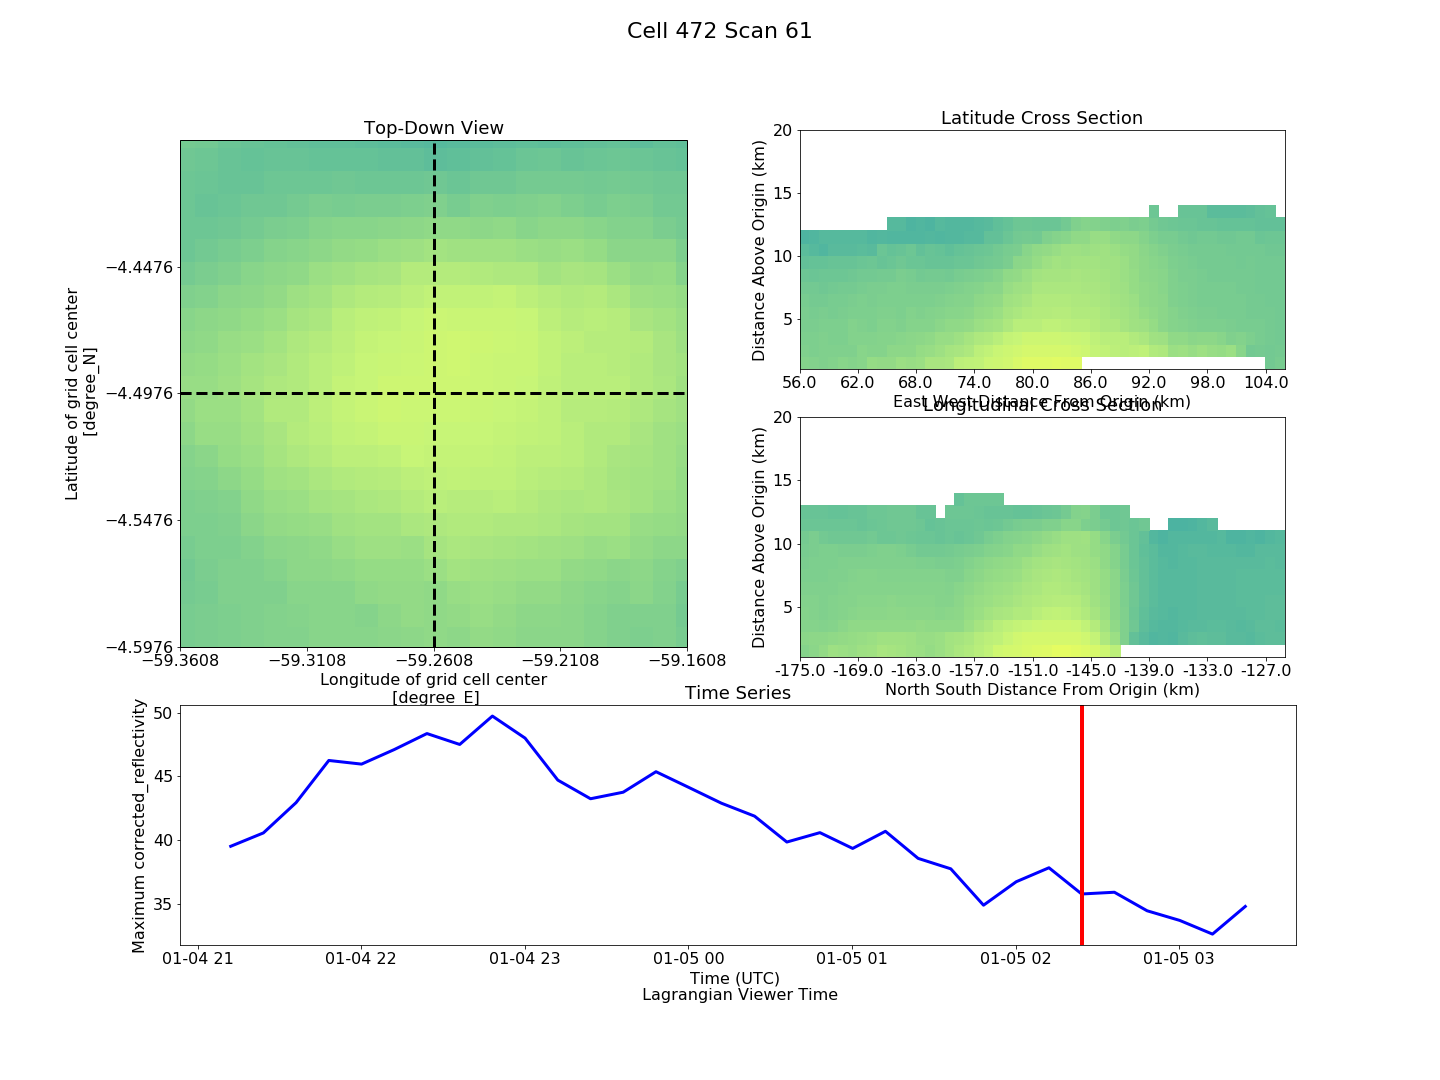 Cell 472 Scan 61
Top-Down View
−4.4476
−4.4976
−4.5476
−4.5976
Latitude of grid cell center
[degree_N]
−59.3608 −59.3108 −59.2608 −59.2108 −59.1608
Longitude of grid cell center
[degree_E]
Latitude Cross Section
20
15
10
5
Distance Above Origin (km)
56.0 62.0 68.0 74.0 80.0 86.0 92.0 98.0 104.0
East West Distance From Origin (km)
Longitudinal Cross Section
20
15
10
5
Distance Above Origin (km)
-175.0 -169.0 -163.0 -157.0 -151.0 -145.0 -139.0 -133.0 -127.0
North South Distance From Origin (km)
Time Series
50
45
40
35
Maximum corrected_reflectivity
01-04 21 01-04 22 01-04 23 01-05 00 01-05 01 01-05 02 01-05 03
Time (UTC)
Lagrangian Viewer Time